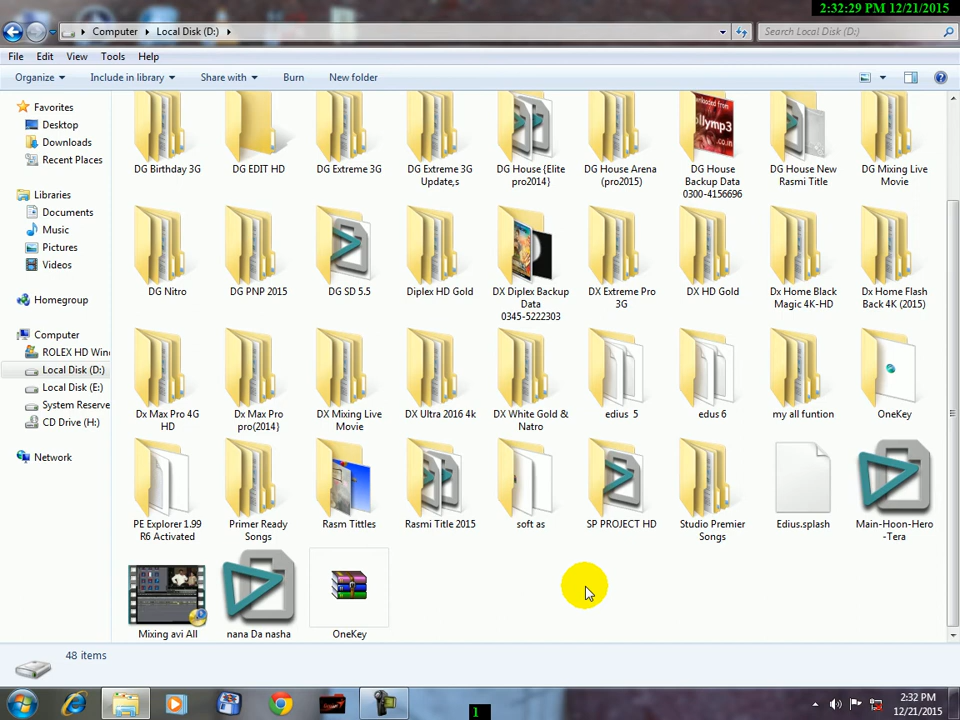 2:32:29 PM 12/21/2015
Computer
Local Disk (D:)
Search Local Disk (D:)
File
Edit
View
Tools
Help
Organize
Include in library
Share with
Burn
New folder
Favorites
Desktop
Downloads
Recent Places
Libraries
Documents
Music
Pictures
Videos
Homegroup
Computer
ROLEX HD Win
Local Disk (D:)
Local Disk (E:)
System Reserve
CD Drive (H:)
Network
DG Birthday 3G
DG EDIT HD
DG Extreme 3G
DG Extreme 3G
Update,s
DG House {Elite
pro2014}
DG House Arena
(pro2015)
DG House
Backup Data
0300-4156696
DG House New
Rasmi Title
DG Mixing Live
Movie
DG Nitro
DG PNP 2015
DG SD 5.5
Diplex HD Gold
DX Diplex Backup
Data
0345-5222303
DX Extreme Pro
3G
DX HD Gold
Dx Home Black
Magic 4K-HD
Dx Home Flash
Back 4K (2015)
Dx Max Pro 4G
HD
Dx Max
pro(2014)
DX Mixing Live
Movie
DX Ultra 2016 4k
DX White Gold &
Natro
edius 5
edus 6
my all funtion
OneKey
PE Explorer 1.99
R6 Activated
Primer Ready
Songs
Rasm Tittles
Rasmi Title 2015
soft as
SP PROJECT HD
Studio Premier
Songs
Edius.splash
Main-Hoon-Hero
-Tera
Mixing avi All
nana Da nasha
OneKey
48 items
1
2:32 PM
12/21/2015